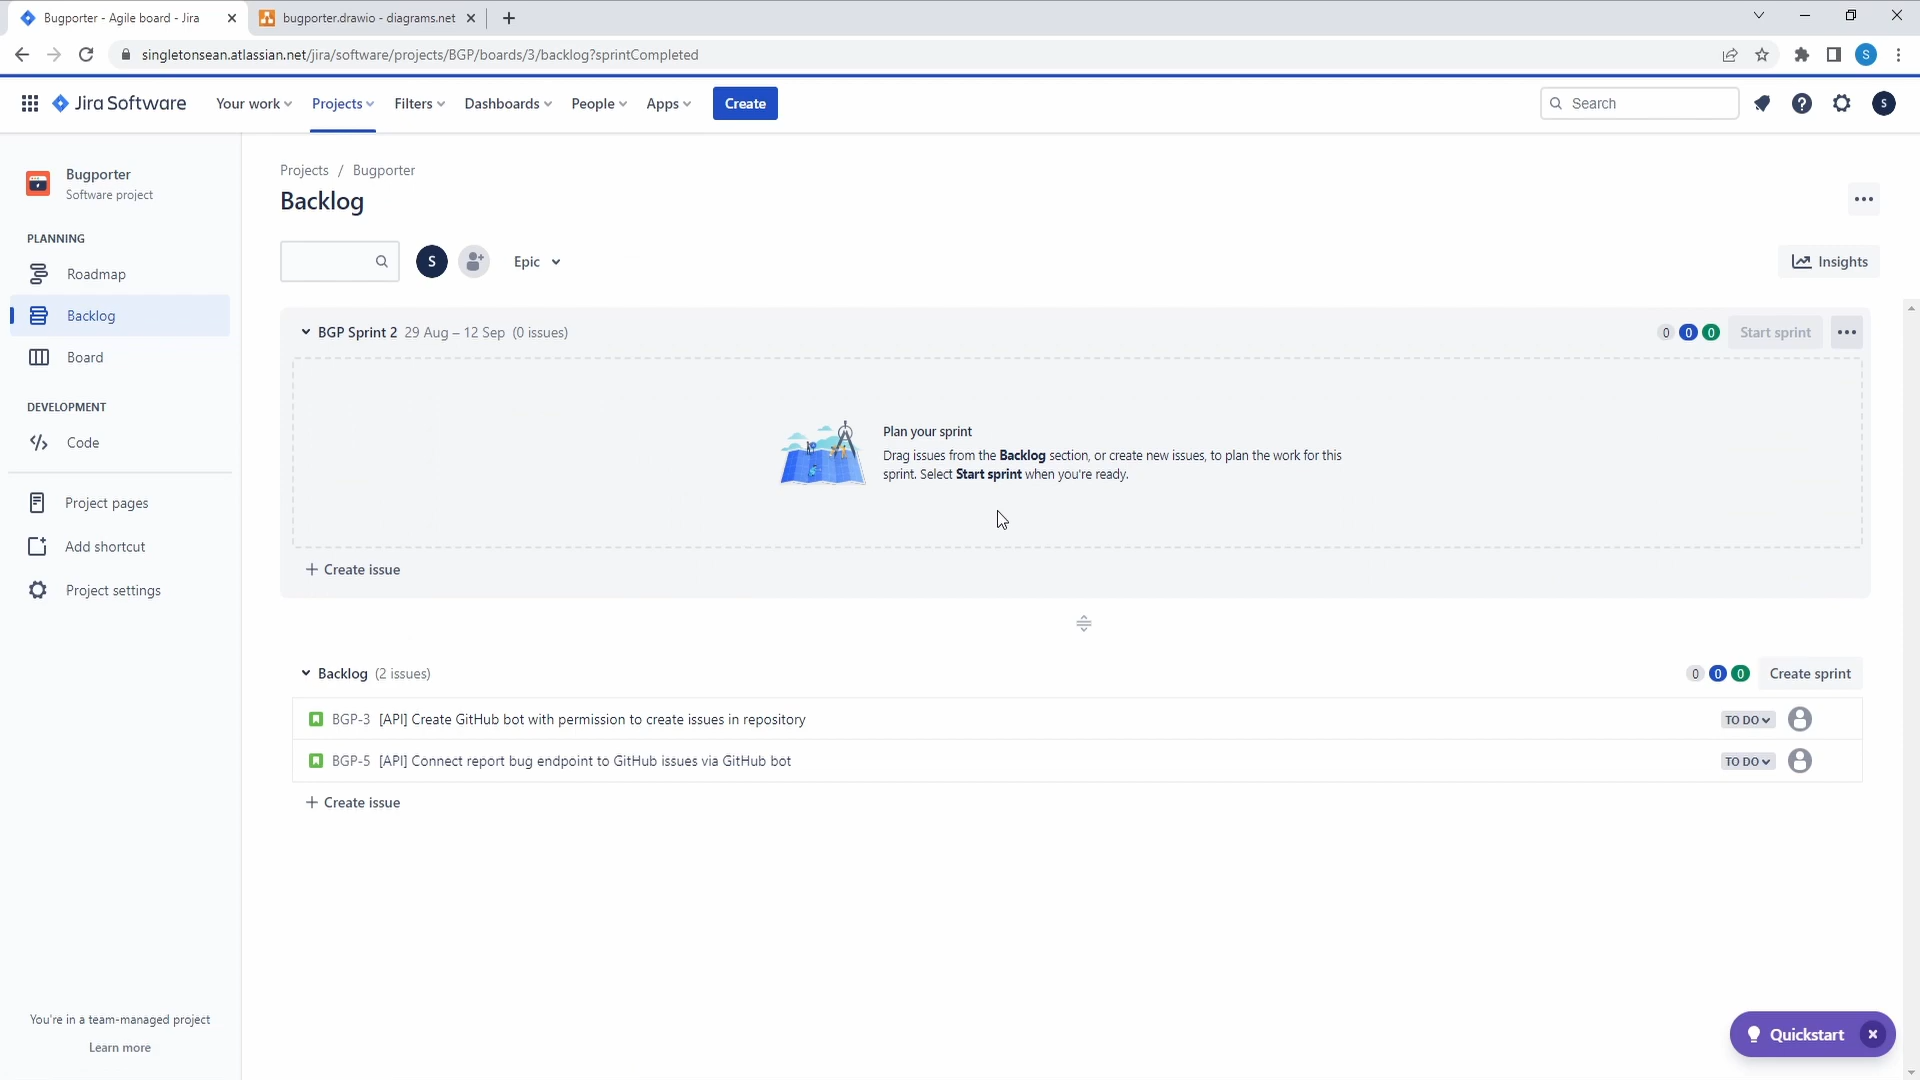 Bugporter - Agile board - Jira
bugporter.drawio - diagrams.net
singletonsean.atlassian.net/jira/software/projects/BGP/boards/3/backlog?sprintCompleted
S
Jira Software
Your work
Projects
Filters
Dashboards
People
Apps
Create
Search
S
Bugporter
Software project
PLANNING
Roadmap
Backlog
Board
DEVELOPMENT
Code
Project pages
Add shortcut
Project settings
You're in a team-managed project
Learn more
Projects / Bugporter
Backlog
S
Epic
Insights
BGP Sprint 2 29 Aug – 12 Sep (0 issues)
0 0 0
Start sprint
Plan your sprint
Drag issues from the Backlog section, or create new issues, to plan the work for this
sprint. Select Start sprint when you're ready.
+ Create issue
Backlog (2 issues)
0 0 0
Create sprint
BGP-3 [API] Create GitHub bot with permission to create issues in repository
TO DO
BGP-5 [API] Connect report bug endpoint to GitHub issues via GitHub bot
TO DO
+ Create issue
Quickstart